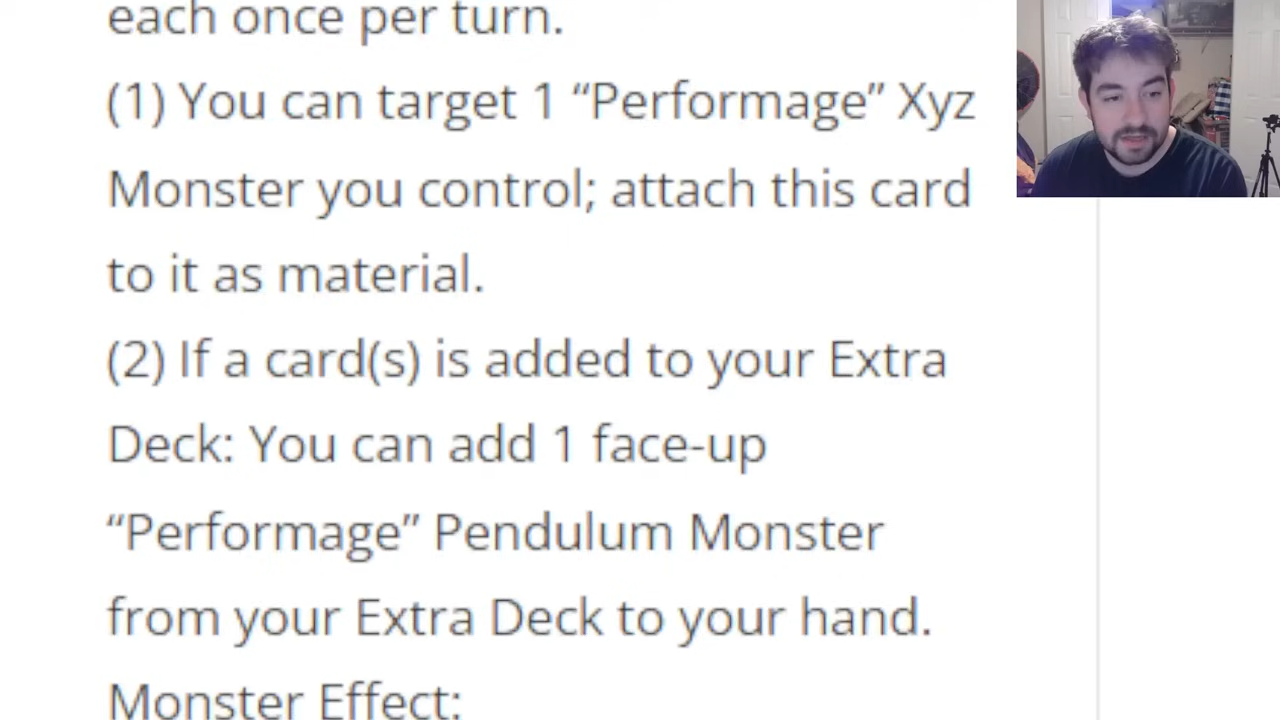 each once per turn.
(1) You can target 1 “Performage” Xyz
Monster you control; attach this card
to it as material.
(2) If a card(s) is added to your Extra
Deck: You can add 1 face-up
“Performage” Pendulum Monster
from your Extra Deck to your hand.
Monster Effect: